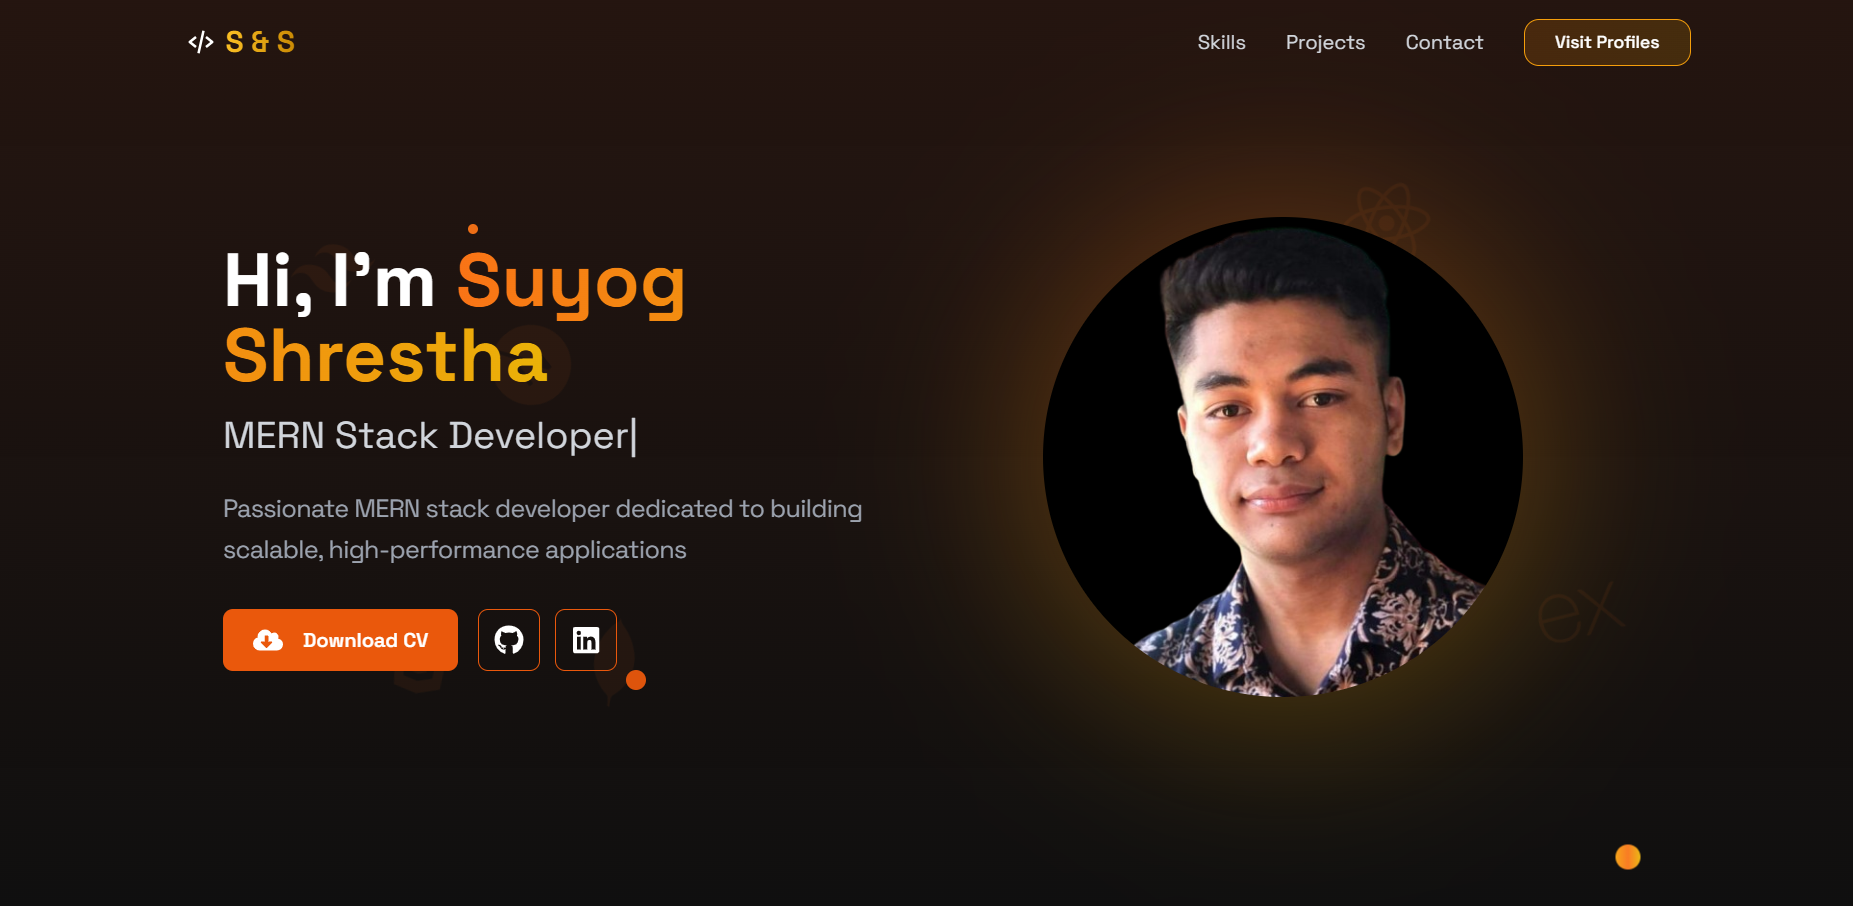 </> S & S
Skills
Projects
Contact
Visit Profiles
Hi, I'm Suyog
Shrestha
MERN Stack Developer|
Passionate MERN stack developer dedicated to building
scalable, high-performance applications
Download CV
in
ex